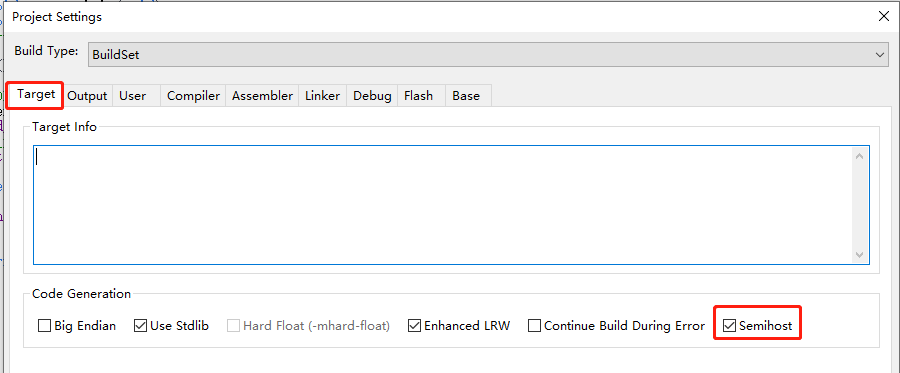 Project Settings
Build Type: BuildSet
Target Output User Compiler Assembler Linker Debug Flash Base
Target Info
Code Generation
Big Endian Use Stdlib Hard Float (-mhard-float) Enhanced LRW Continue Build During Error Semihost